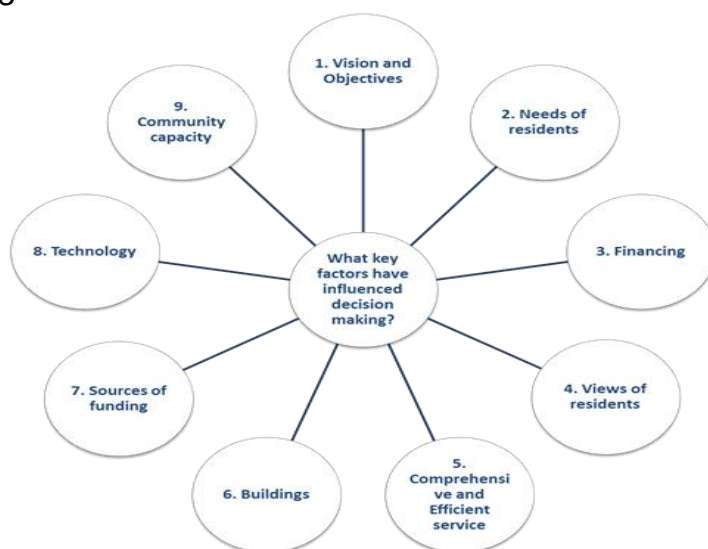 1. Vision and
Objectives
2. Needs of
residents
3. Financing
4. Views of
residents
5.
Comprehensi
ve and
Efficient
service
6. Buildings
7. Sources of
funding
8. Technology
9.
Community
capacity
What key
factors have
influenced
decision
making?